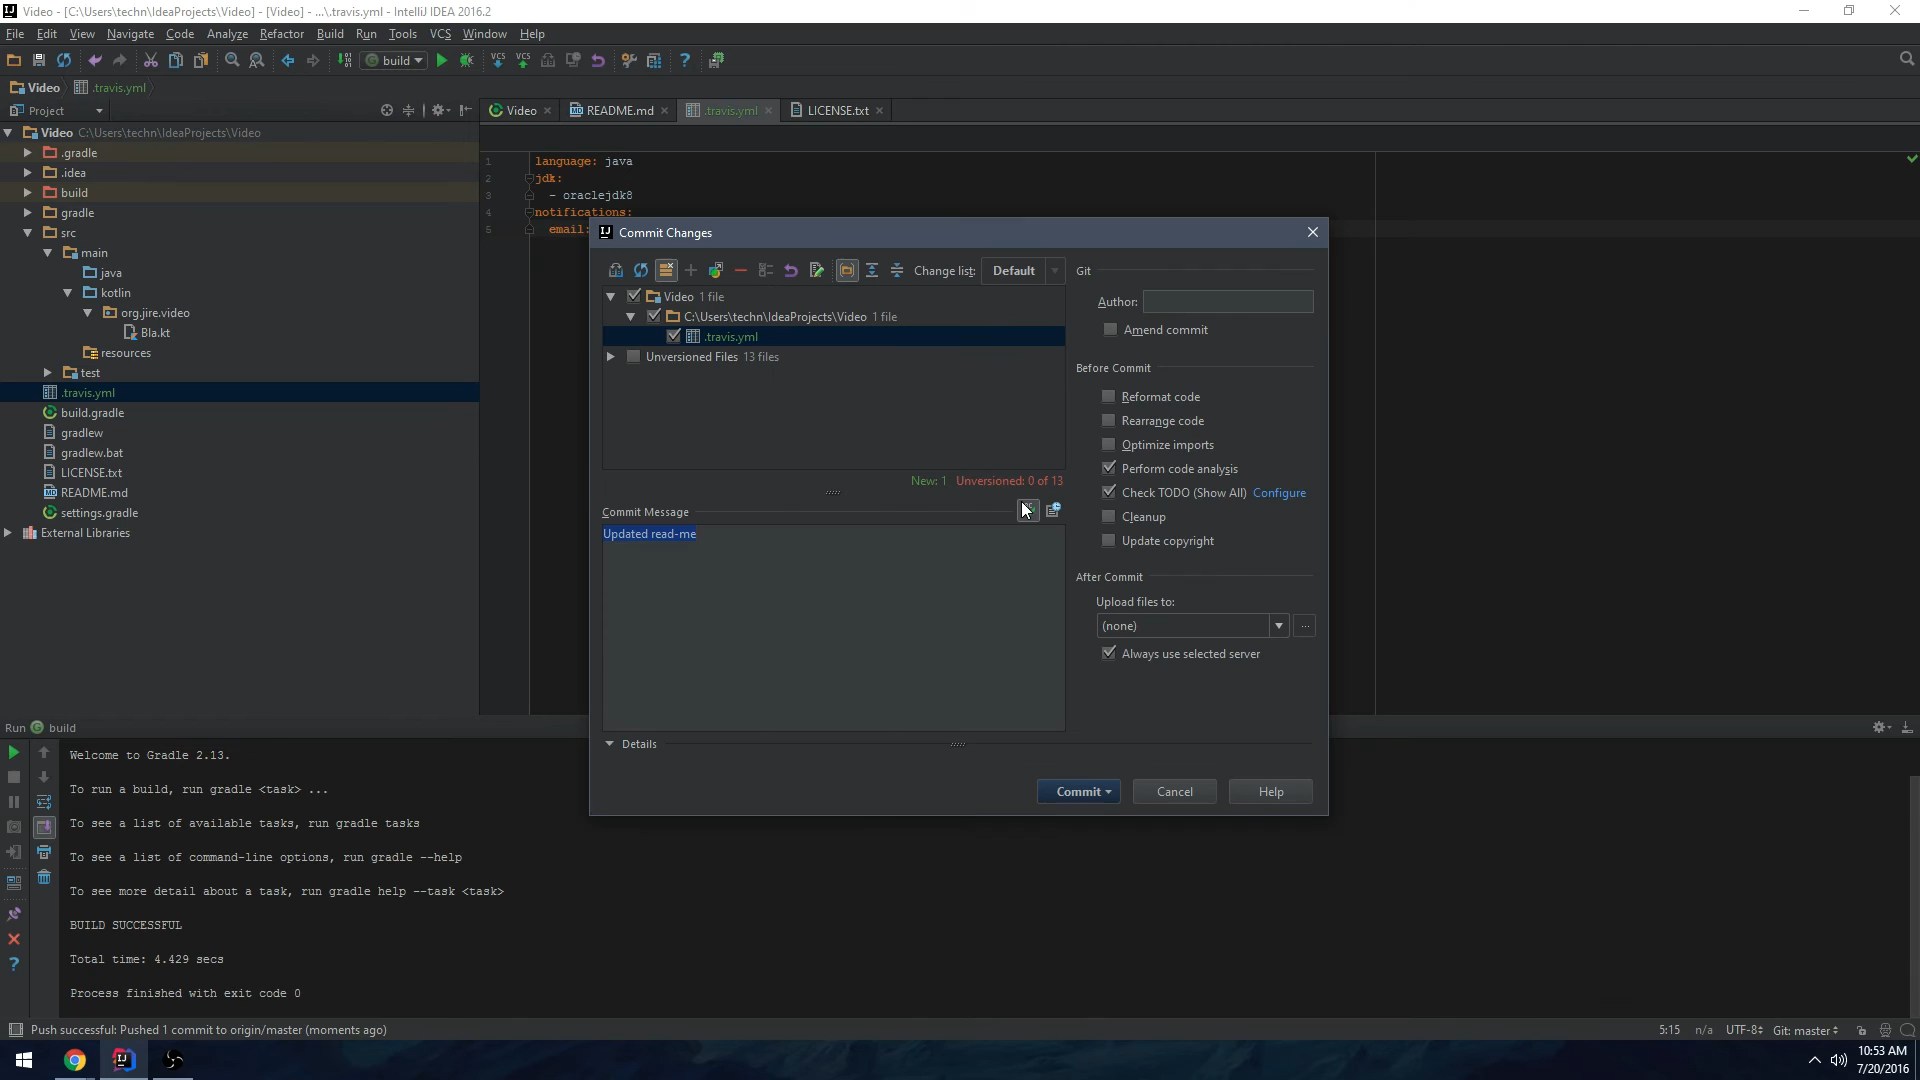 Video - [C:\Users\techn\IdeaProjects\Video] - [Video] - ...\.travis.yml - IntelliJ IDEA 2016.2
File Edit View Navigate Code Analyze Refactor Build Run Tools VCS Window Help
build
Video .travis.yml
Project
Video README.md .travis.yml LICENSE.txt
Video C:\Users\techn\IdeaProjects\Video
.gradle
.idea
build
gradle
src
main
java
kotlin
org.jire.video
Bla.kt
resources
test
.travis.yml
build.gradle
gradlew
gradlew.bat
LICENSE.txt
README.md
settings.gradle
External Libraries
1 language: java
2 jdk:
3 - oraclejdk8
4 notifications:
5 email:
Commit Changes
Change list: Default
Video 1 file
C:\Users\techn\IdeaProjects\Video 1 file
.travis.yml
Unversioned Files 13 files
New: 1 Unversioned: 0 of 13
Commit Message
Updated read-me
Details
Git
Author:
Amend commit
Before Commit
Reformat code
Rearrange code
Optimize imports
Perform code analysis
Check TODO (Show All) Configure
Cleanup
Update copyright
After Commit
Upload files to:
(none)
...
Always use selected server
Commit Cancel Help
Run build
Welcome to Gradle 2.13.
To run a build, run gradle <task> ...
To see a list of available tasks, run gradle tasks
To see a list of command-line options, run gradle --help
To see more detail about a task, run gradle help --task <task>
BUILD SUCCESSFUL
Total time: 4.429 secs
Process finished with exit code 0
Push successful: Pushed 1 commit to origin/master (moments ago)
5:15 n/a UTF-8 Git: master
10:53 AM
7/20/2016